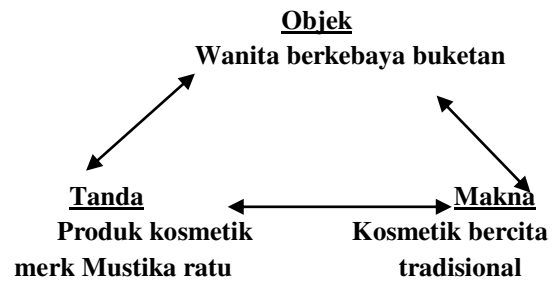 Objek
Wanita berkebaya buketan
Tanda Makna
Produk kosmetik Kosmetik bercita
merk Mustika ratu tradisional